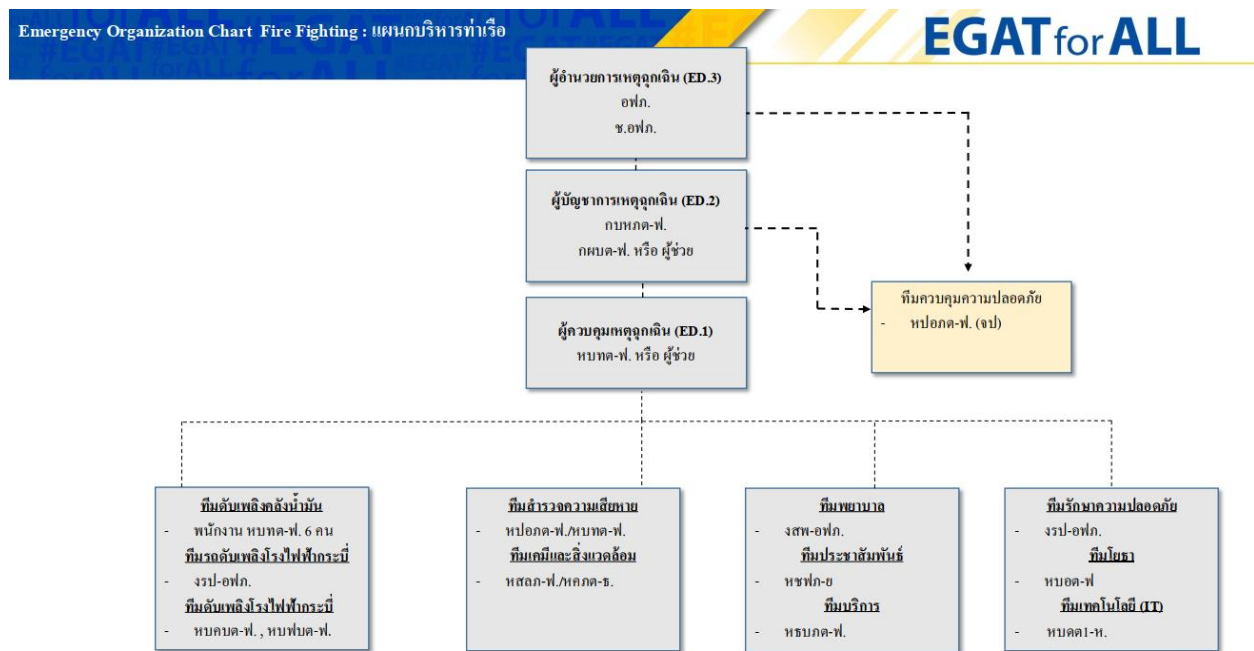 Emergency Organization Chart Fire Fighting : แผนกบริหารท่าเรือ
EGAT for ALL
ผู้อำนวยการเหตุฉุกเฉิน (ED.3)
อฟภ.
ช.อฟภ.
ผู้บัญชาการเหตุฉุกเฉิน (ED.2)
กบหภต-ฟ.
กผบต-ฟ. หรือ ผู้ช่วย
ทีมควบคุมความปลอดภัย
- หปอภต-ฟ. (จป)
ผู้ควบคุมเหตุฉุกเฉิน (ED.1)
หบทต-ฟ. หรือ ผู้ช่วย
ทีมดับเพลิงคลังน้ำมัน
- พนักงาน หบทต-ฟ. 6 คน
ทีมรถดับเพลิงโรงไฟฟ้ากระบี่
- งรป-อฟภ.
ทีมดับเพลิงโรงไฟฟ้ากระบี่
- หบคบต-ฟ. , หบฟบต-ฟ.
ทีมสำรวจความเสียหาย
- หปอภต-ฟ./หบทต-ฟ.
ทีมเคมีและสิ่งแวดล้อม
- หสลภ-ฟ./หคภต-ธ.
ทีมพยาบาล
- งสพ-อฟภ.
ทีมประชาสัมพันธ์
- หชฟภ-ย
ทีมบริการ
- หธบภต-ฟ.
ทีมรักษาความปลอดภัย
- งรป-อฟภ.
ทีมโยธา
- หบอต-ฟ
ทีมเทคโนโลยี (IT)
- หบดต1-ห.